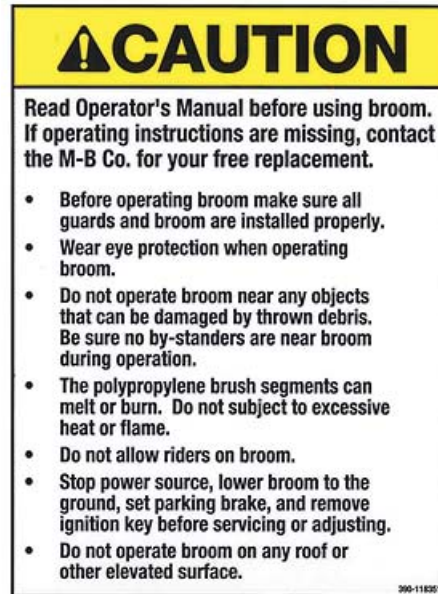 CAUTION
Read Operator's Manual before using broom.
If operating instructions are missing, contact
the M-B Co. for your free replacement.
• Before operating broom make sure all
guards and broom are installed properly.
• Wear eye protection when operating
broom.
• Do not operate broom near any objects
that can be damaged by thrown debris.
Be sure no by-standers are near broom
during operation.
• The polypropylene brush segments can
melt or burn. Do not subject to excessive
heat or flame.
• Do not allow riders on broom.
• Stop power source, lower broom to the
ground, set parking brake, and remove
ignition key before servicing or adjusting.
• Do not operate broom on any roof or
other elevated surface.